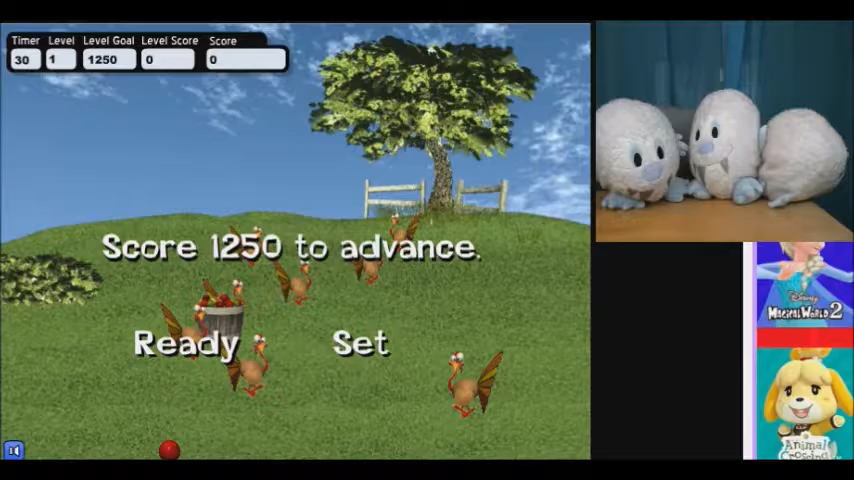 Timer Level Level Goal Level Score Score
30 1 1250 0 0
Score 1250 to advance.
Ready Set
Disney
MAGICAL WORLD 2
Animal
Crossing